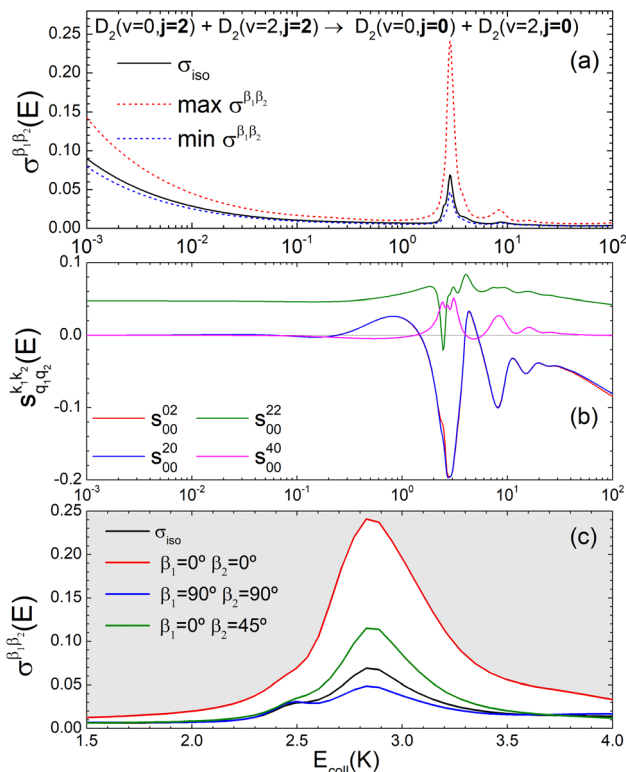 D₂(v=0,j=2) + D₂(v=2,j=2) → D₂(v=0,j=0) + D₂(v=2,j=0)
(a)
σiso
max σ^β₁β₂
min σ^β₁β₂
σ^β₁β₂(E)
0.25
0.20
0.15
0.10
0.05
0.00
10⁻³ 10⁻² 10⁻¹ 10⁰ 10¹ 10²
0.1
0.0
-0.1
-0.2
s^k₁k₂_q₁q₂(E)
(b)
s⁰²₀₀ s²²₀₀
s²⁰₀₀ s⁴⁰₀₀
10⁻³ 10⁻² 10⁻¹ 10⁰ 10¹ 10²
0.25
0.20
0.15
0.10
0.05
0.00
σ^β₁β₂(E)
(c)
σiso
β₁=0º β₂=0º
β₁=90º β₂=90º
β₁=0º β₂=45º
1.5 2.0 2.5 3.0 3.5 4.0
Ecoll(K)